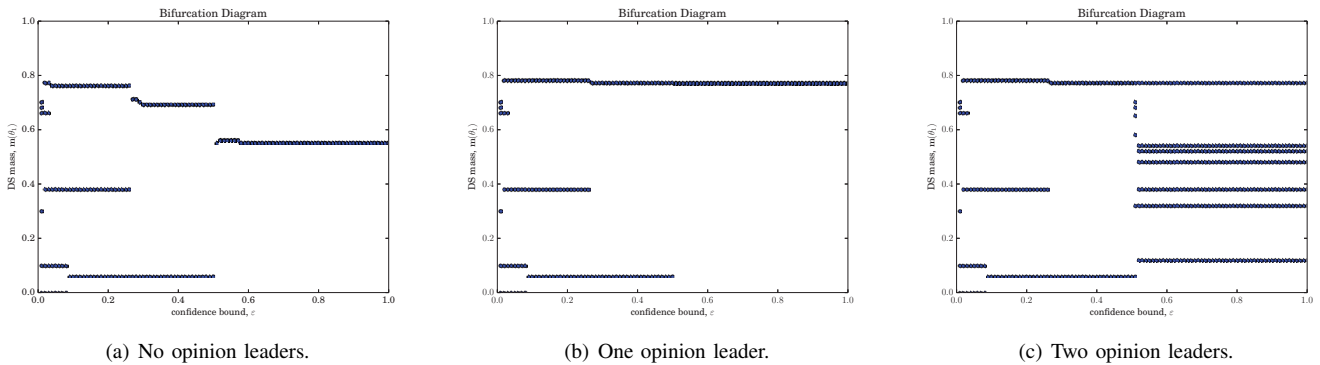 Bifurcation Diagram
1.0
0.8
0.6
0.4
0.2
0.0
DS mass, m(θ₁)
0.0 0.2 0.4 0.6 0.8 1.0
confidence bound, ε
(a) No opinion leaders.
Bifurcation Diagram
1.0
0.8
0.6
0.4
0.2
0.0
DS mass, m(θ₁)
0.0 0.2 0.4 0.6 0.8 1.0
confidence bound, ε
(b) One opinion leader.
Bifurcation Diagram
1.0
0.8
0.6
0.4
0.2
0.0
DS mass, m(θ₁)
0.0 0.2 0.4 0.6 0.8 1.0
confidence bound, ε
(c) Two opinion leaders.